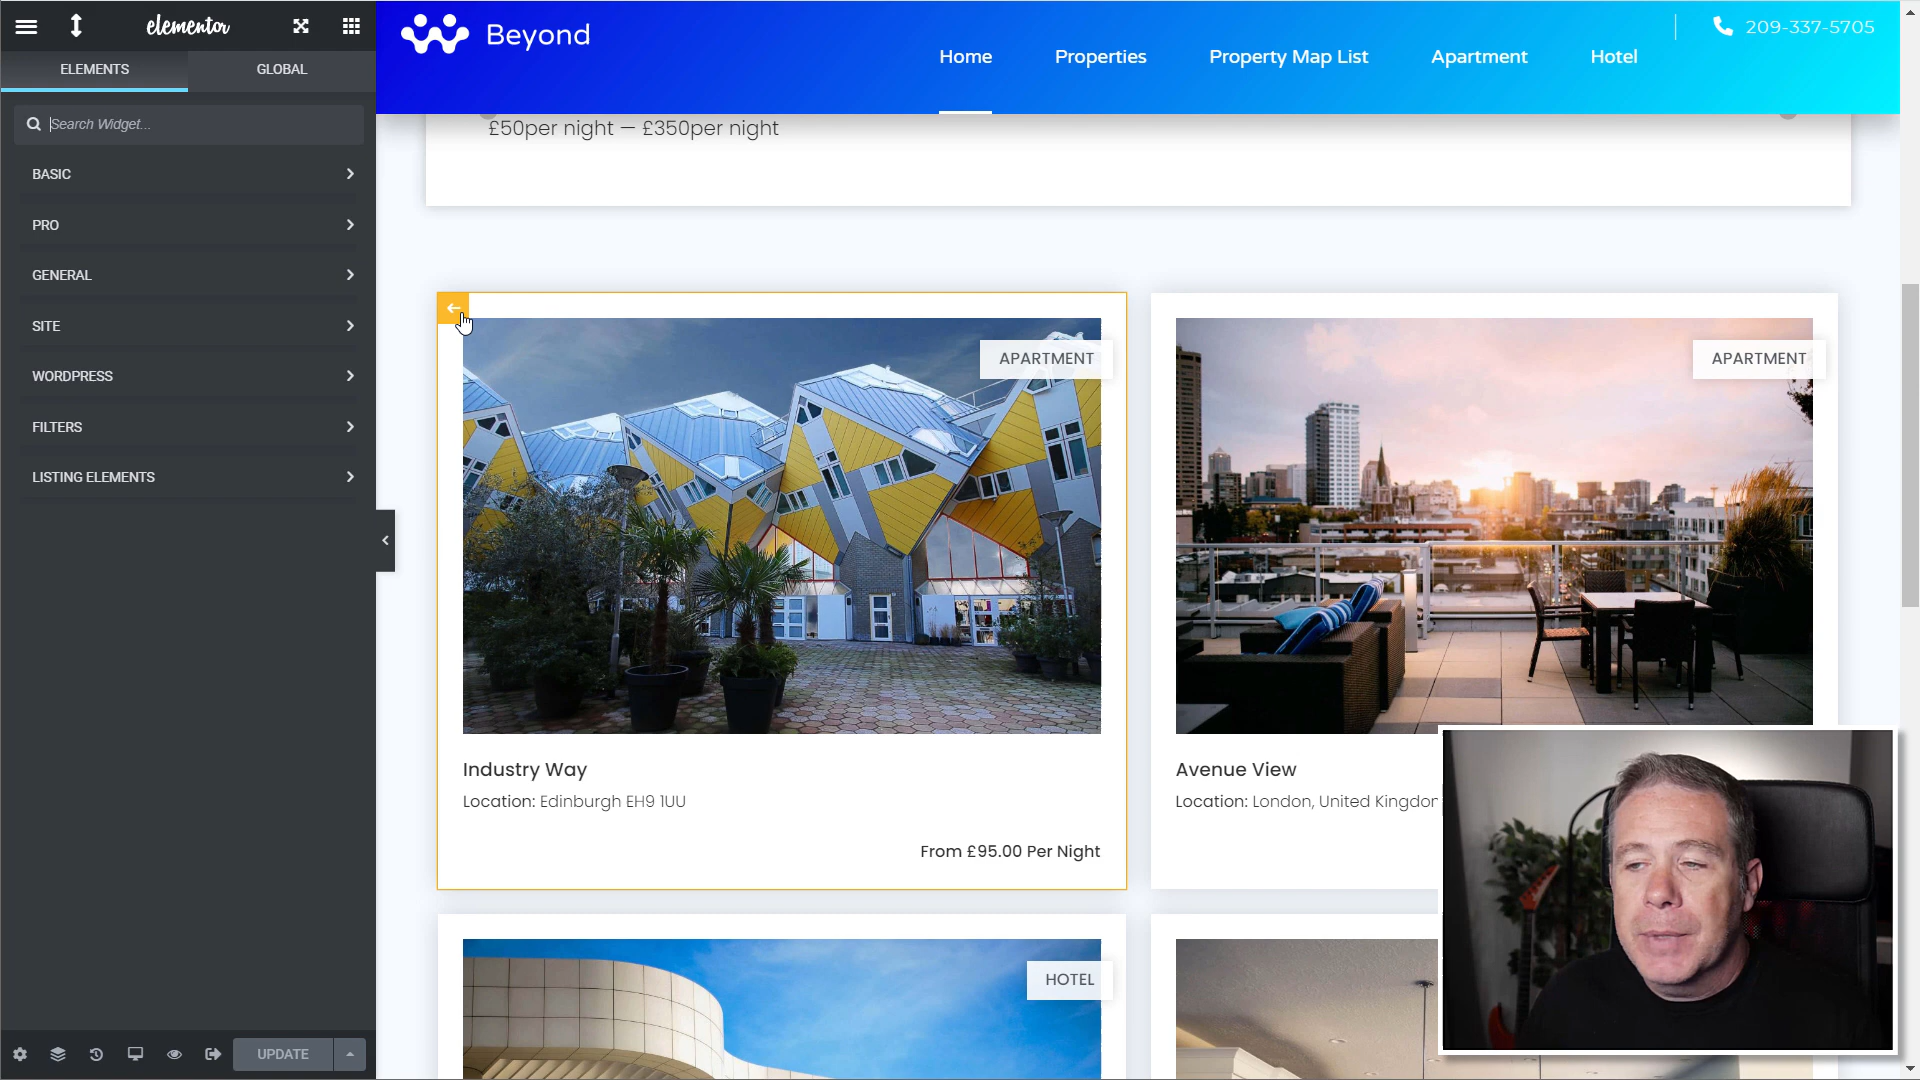 elementor
ELEMENTS
GLOBAL
Search Widget...
BASIC
PRO
GENERAL
SITE
WORDPRESS
FILTERS
LISTING ELEMENTS
UPDATE
Beyond
209-337-5705
Home
Properties
Property Map List
Apartment
Hotel
£50per night — £350per night
APARTMENT
Industry Way
Location: Edinburgh EH9 1UU
From £95.00 Per Night
APARTMENT
Avenue View
Location: London, United Kingdom
HOTEL